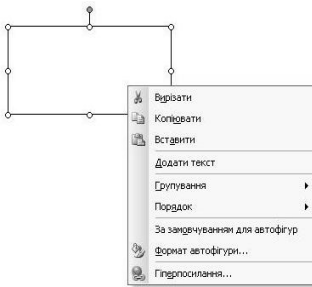 Вирізати
Копіювати
Вставити
Додати текст
Групування
Порядок
За замовчуванням для автофігур
Формат автофігури...
Гіперпосилання...